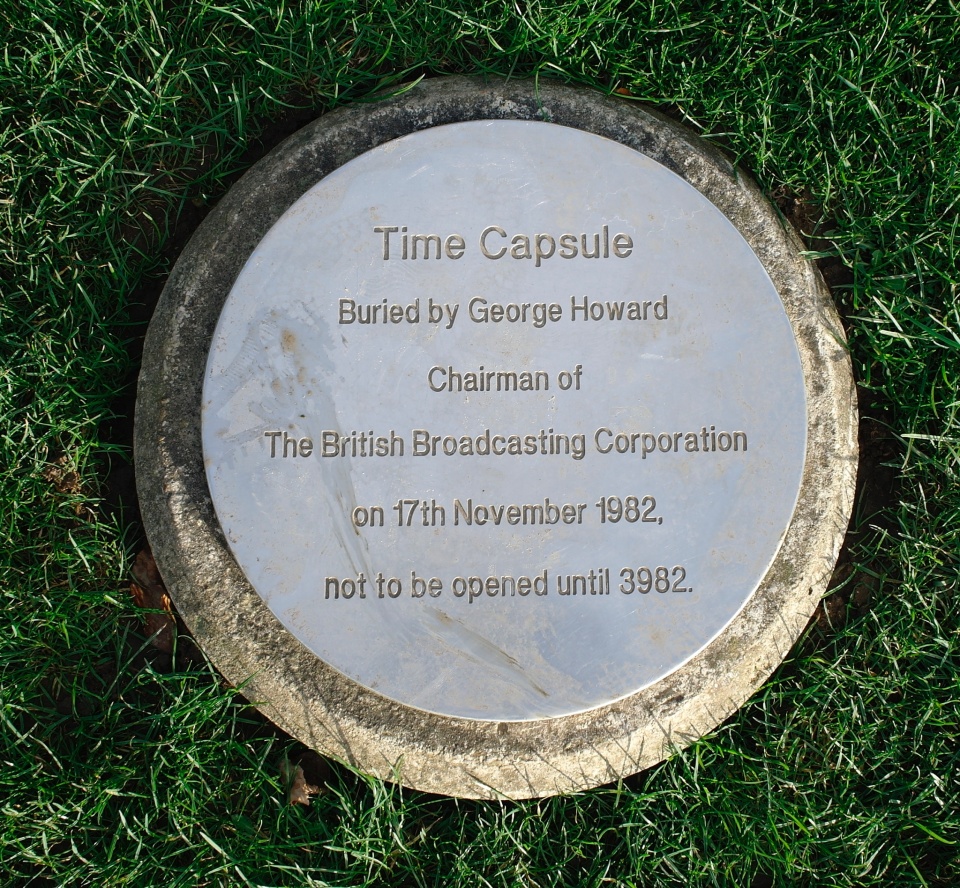 Time Capsule
Buried by George Howard
Chairman of
The British Broadcasting Corporation
on 17th November 1982,
not to be opened until 3982.